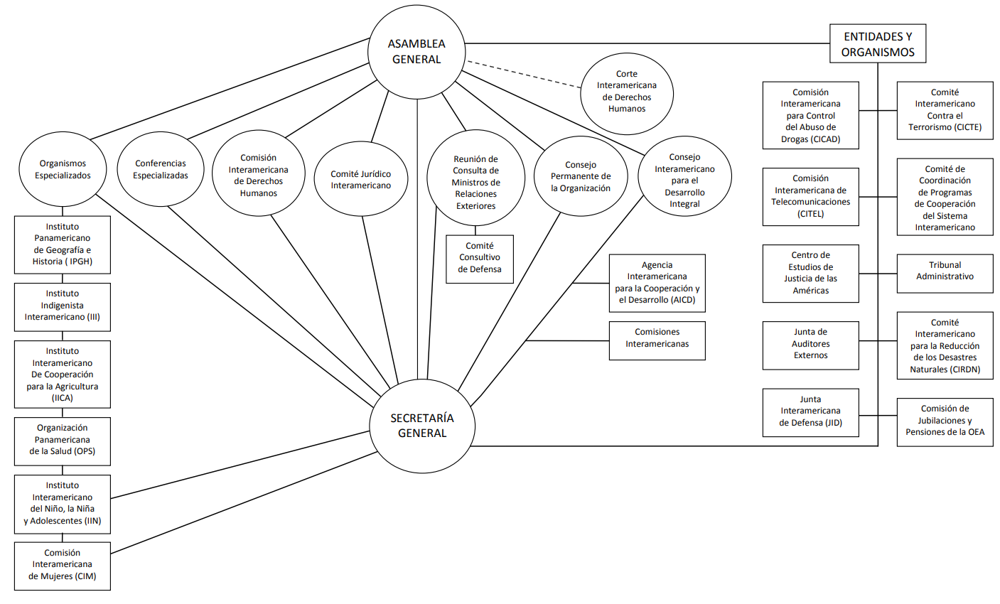 ASAMBLEA
GENERAL
ENTIDADES Y
ORGANISMOS
Corte
Interamericana
de Derechos
Humanos
Organismos
Especializados
Conferencias
Especializadas
Comisión
Interamericana
de Derechos
Humanos
Comité Jurídico
Interamericano
Reunión de
Consulta de
Ministros de
Relaciones
Exteriores
Consejo
Permanente de
la Organización
Consejo
Interamericano
para el
Desarrollo
Integral
Instituto
Panamericano
de Geografía e
Historia ( IPGH)
Instituto
Indigenista
Interamericano (III)
Instituto
Interamericano
De Cooperación
para la Agricultura
(IICA)
Organización
Panamericana
de la Salud (OPS)
Instituto
Interamericano
del Niño, la Niña
y Adolescentes (IIN)
Comisión
Interamericana
de Mujeres (CIM)
Comité
Consultivo
de Defensa
Agencia
Interamericana
para la Cooperación y
el Desarrollo (AICD)
Comisiones
Interamericanas
SECRETARÍA
GENERAL
Comisión
Interamericana
para Control
del Abuso de
Drogas (CICAD)
Comité
Interamericano
Contra el
Terrorismo (CICTE)
Comisión
Interamericana de
Telecomunicaciones
(CITEL)
Comité de
Coordinación
de Programas
de Cooperación
del Sistema
Interamericano
Centro de
Estudios de
Justicia de las
Américas
Tribunal
Administrativo
Junta de
Auditores
Externos
Comité
Interamericano
para la Reducción
de los Desastres
Naturales (CIRDN)
Junta
Interamericana
de Defensa (JID)
Comisión de
Jubilaciones y
Pensiones de la OEA